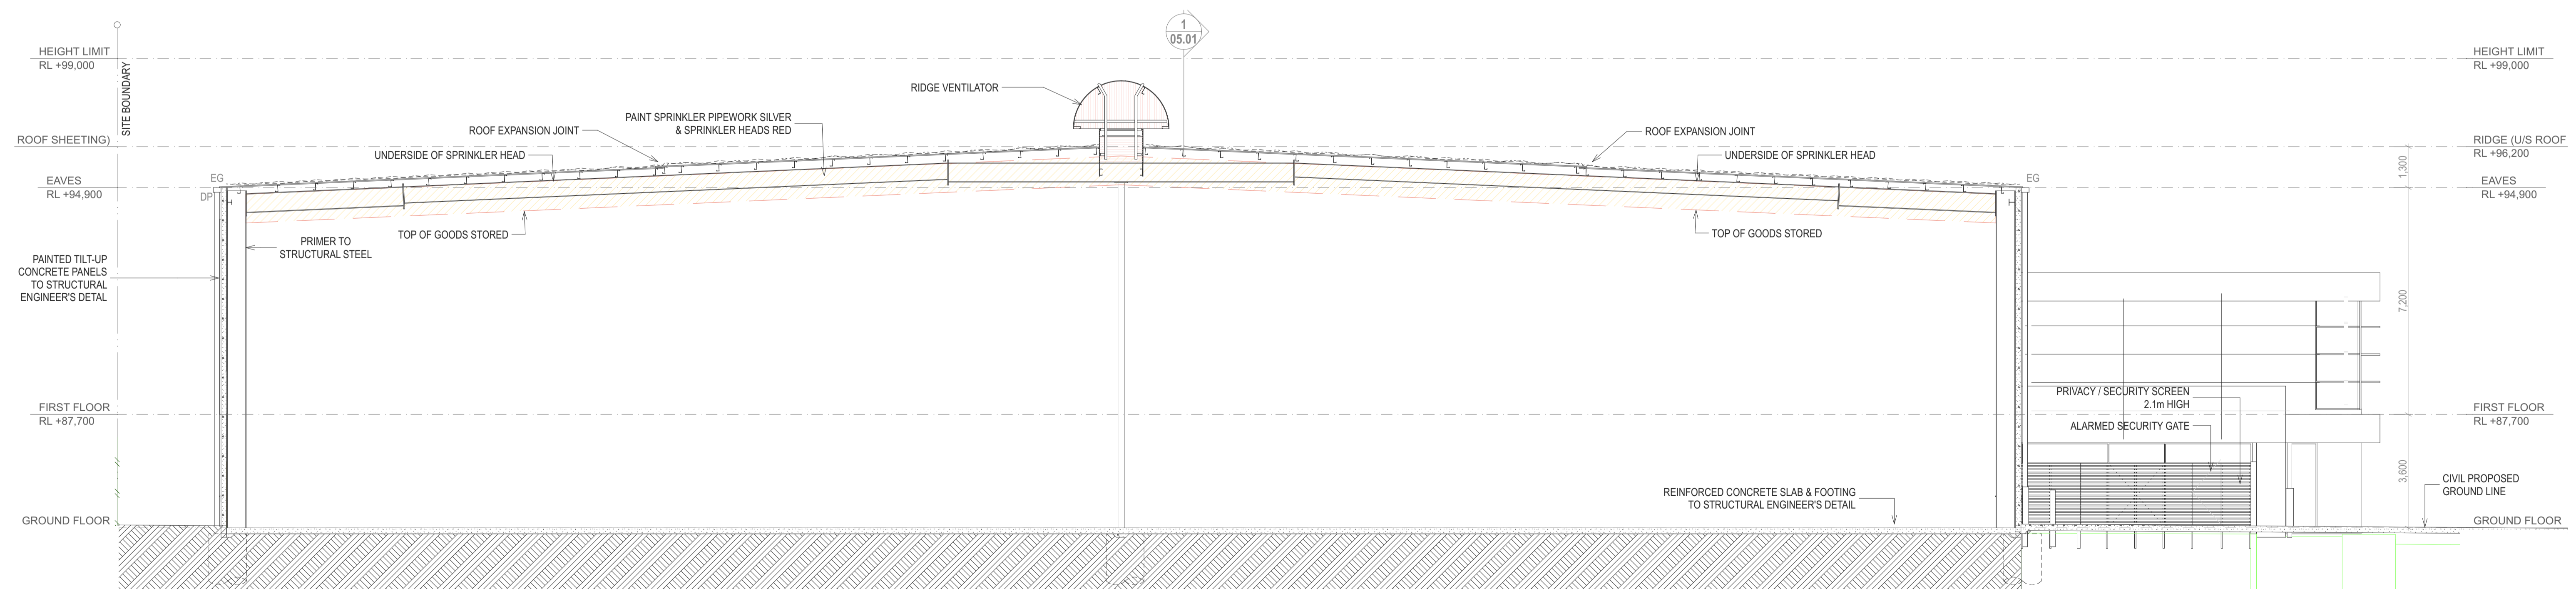 1
05.01
HEIGHT LIMIT
RL +99,000
SITE BOUNDARY
ROOF SHEETING)
EAVES
RL +94,900
EG
DP
FIRST FLOOR
RL +87,700
GROUND FLOOR
PAINTED TILT-UP
CONCRETE PANELS
TO STRUCTURAL
ENGINEER'S DETAL
PRIMER TO
STRUCTURAL STEEL
UNDERSIDE OF SPRINKLER HEAD
ROOF EXPANSION JOINT
PAINT SPRINKLER PIPEWORK SILVER
& SPRINKLER HEADS RED
TOP OF GOODS STORED
RIDGE VENTILATOR
ROOF EXPANSION JOINT
UNDERSIDE OF SPRINKLER HEAD
TOP OF GOODS STORED
REINFORCED CONCRETE SLAB & FOOTING
TO STRUCTURAL ENGINEER'S DETAIL
EG
PRIVACY / SECURITY SCREEN
2.1m HIGH
ALARMED SECURITY GATE
1,300
7,200
3,600
CIVIL PROPOSED
GROUND LINE
HEIGHT LIMIT
RL +99,000
RIDGE (U/S ROOF
RL +96,200
EAVES
RL +94,900
FIRST FLOOR
RL +87,700
GROUND FLOOR